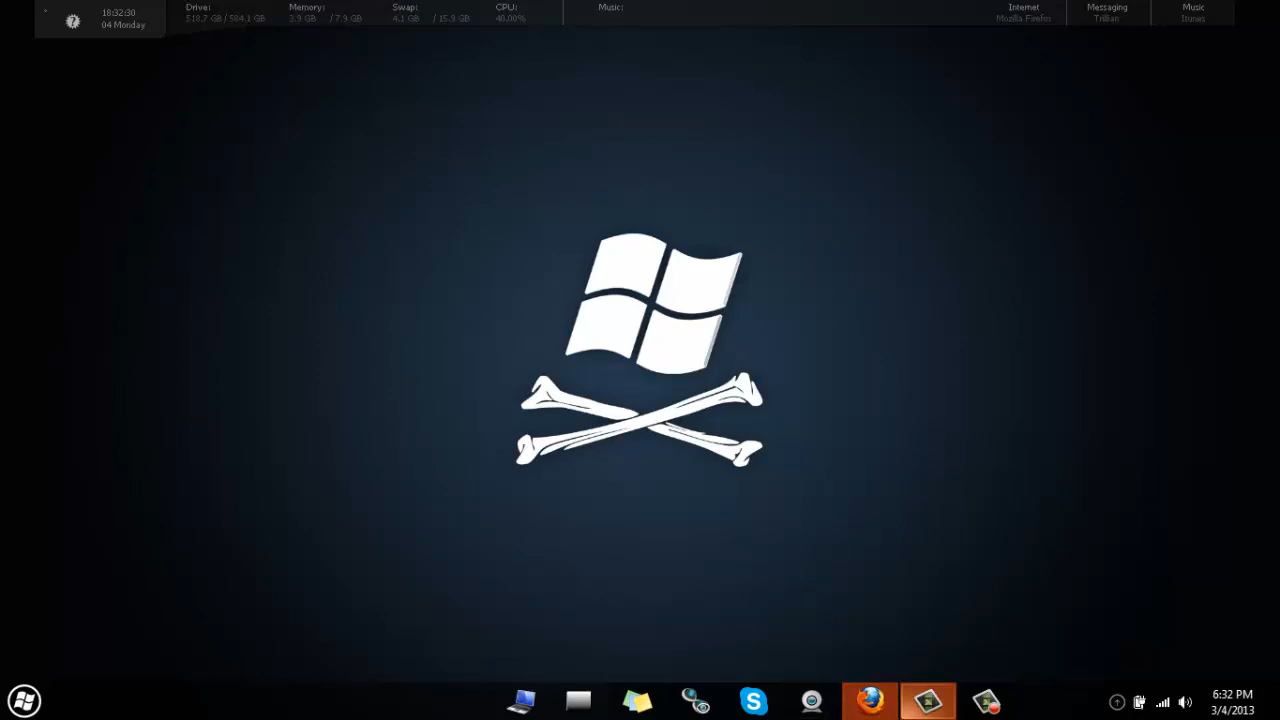 18:32:30
04 Monday
Drive:
518.7 GB / 584.1 GB
Memory:
3.9 GB / 7.9 GB
Swap:
4.1 GB / 15.9 GB
CPU:
40.00%
Music:
Internet
Mozilla Firefox
Messaging
Trillian
Music
Itunes
S
6:32 PM
3/4/2013